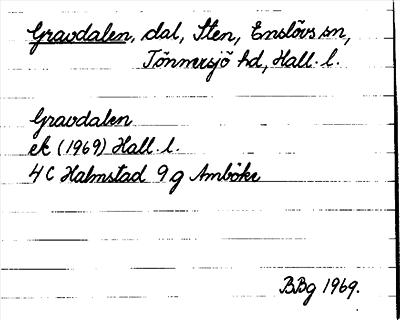 Gravdalen, dal, Sten, Enslövs sn,
Tönnersjö hd, Hall. l.
Gravdalen
ek (1969) Hall. l.
4 C Halmstad 9 g Amböke
BBg 1969.